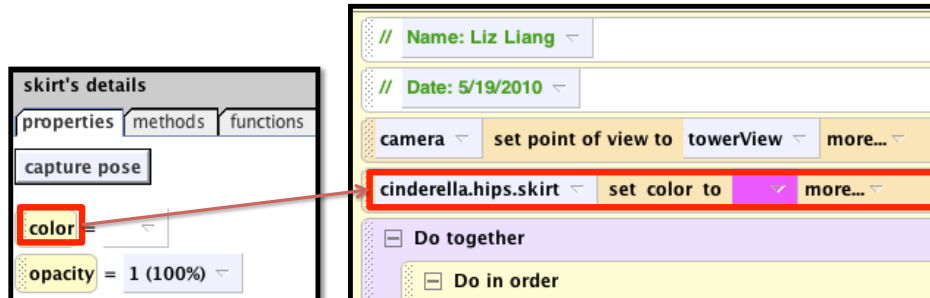 skirt's details
properties methods functions
capture pose
color =
opacity = 1 (100%)
// Name: Liz Liang
// Date: 5/19/2010
camera set point of view to towerView more...
cinderella.hips.skirt set color to more...
Do together
Do in order